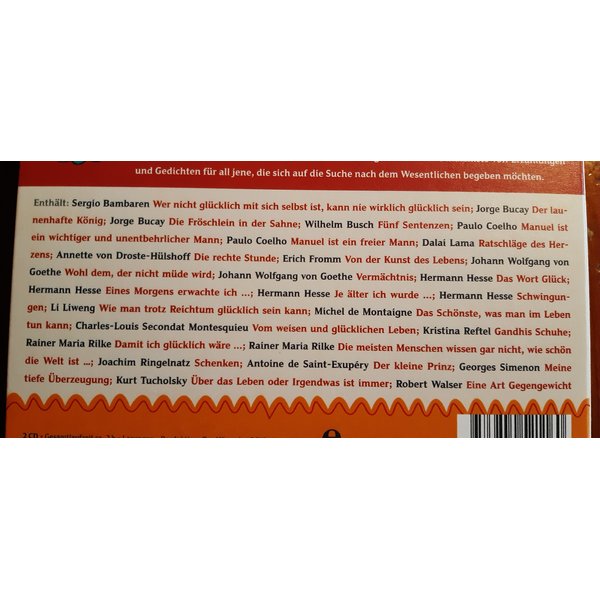 von Erzählungen
und Gedichten für all jene, die sich auf die Suche nach dem Wesentlichen begeben möchten.
Enthält: Sergio Bambaren Wer nicht glücklich mit sich selbst ist, kann nie wirklich glücklich sein; Jorge Bucay Der lau-
nenhafte König; Jorge Bucay Die Fröschlein in der Sahne; Wilhelm Busch Fünf Sentenzen; Paulo Coelho Manuel ist
ein wichtiger und unentbehrlicher Mann; Paulo Coelho Manuel ist ein freier Mann; Dalai Lama Ratschläge des Her-
zens; Annette von Droste-Hülshoff Die rechte Stunde; Erich Fromm Von der Kunst des Lebens; Johann Wolfgang von
Goethe Wohl dem, der nicht müde wird; Johann Wolfgang von Goethe Vermächtnis; Hermann Hesse Das Wort Glück;
Hermann Hesse Eines Morgens erwachte ich ...; Hermann Hesse Je älter ich wurde ...; Hermann Hesse Schwingun-
gen; Li Liweng Wie man trotz Reichtum glücklich sein kann; Michel de Montaigne Das Schönste, was man im Leben
tun kann; Charles-Louis Secondat Montesquieu Vom weisen und glücklichen Leben; Kristina Reftel Gandhis Schuhe;
Rainer Maria Rilke Damit ich glücklich wäre ...; Rainer Maria Rilke Die meisten Menschen wissen gar nicht, wie schön
die Welt ist ...; Joachim Ringelnatz Schenken; Antoine de Saint-Exupéry Der kleine Prinz; Georges Simenon Meine
tiefe Überzeugung; Kurt Tucholsky Über das Leben oder Irgendwas ist immer; Robert Walser Eine Art Gegengewicht
2 CD • Gesamtlaufzeit ca.